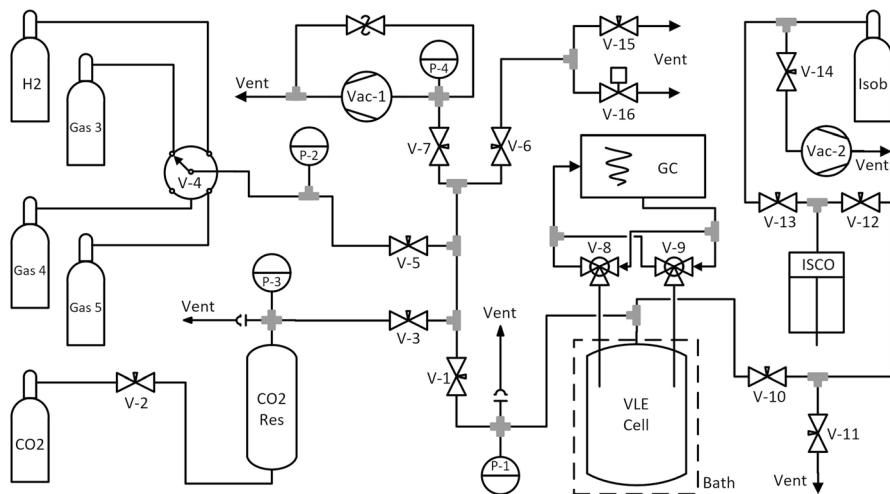 H2
Gas 3
Gas 4
Gas 5
CO2
V-4
P-2
Vent
Vac-1
P-4
V-7
V-6
V-15
Vent
V-16
V-14
Isob
Vac-2
Vent
GC
V-13
V-12
V-8
V-9
ISCO
V-5
P-3
Vent
V-3
Vent
V-1
V-2
CO2
Res
P-1
VLE
Cell
Bath
V-10
V-11
Vent